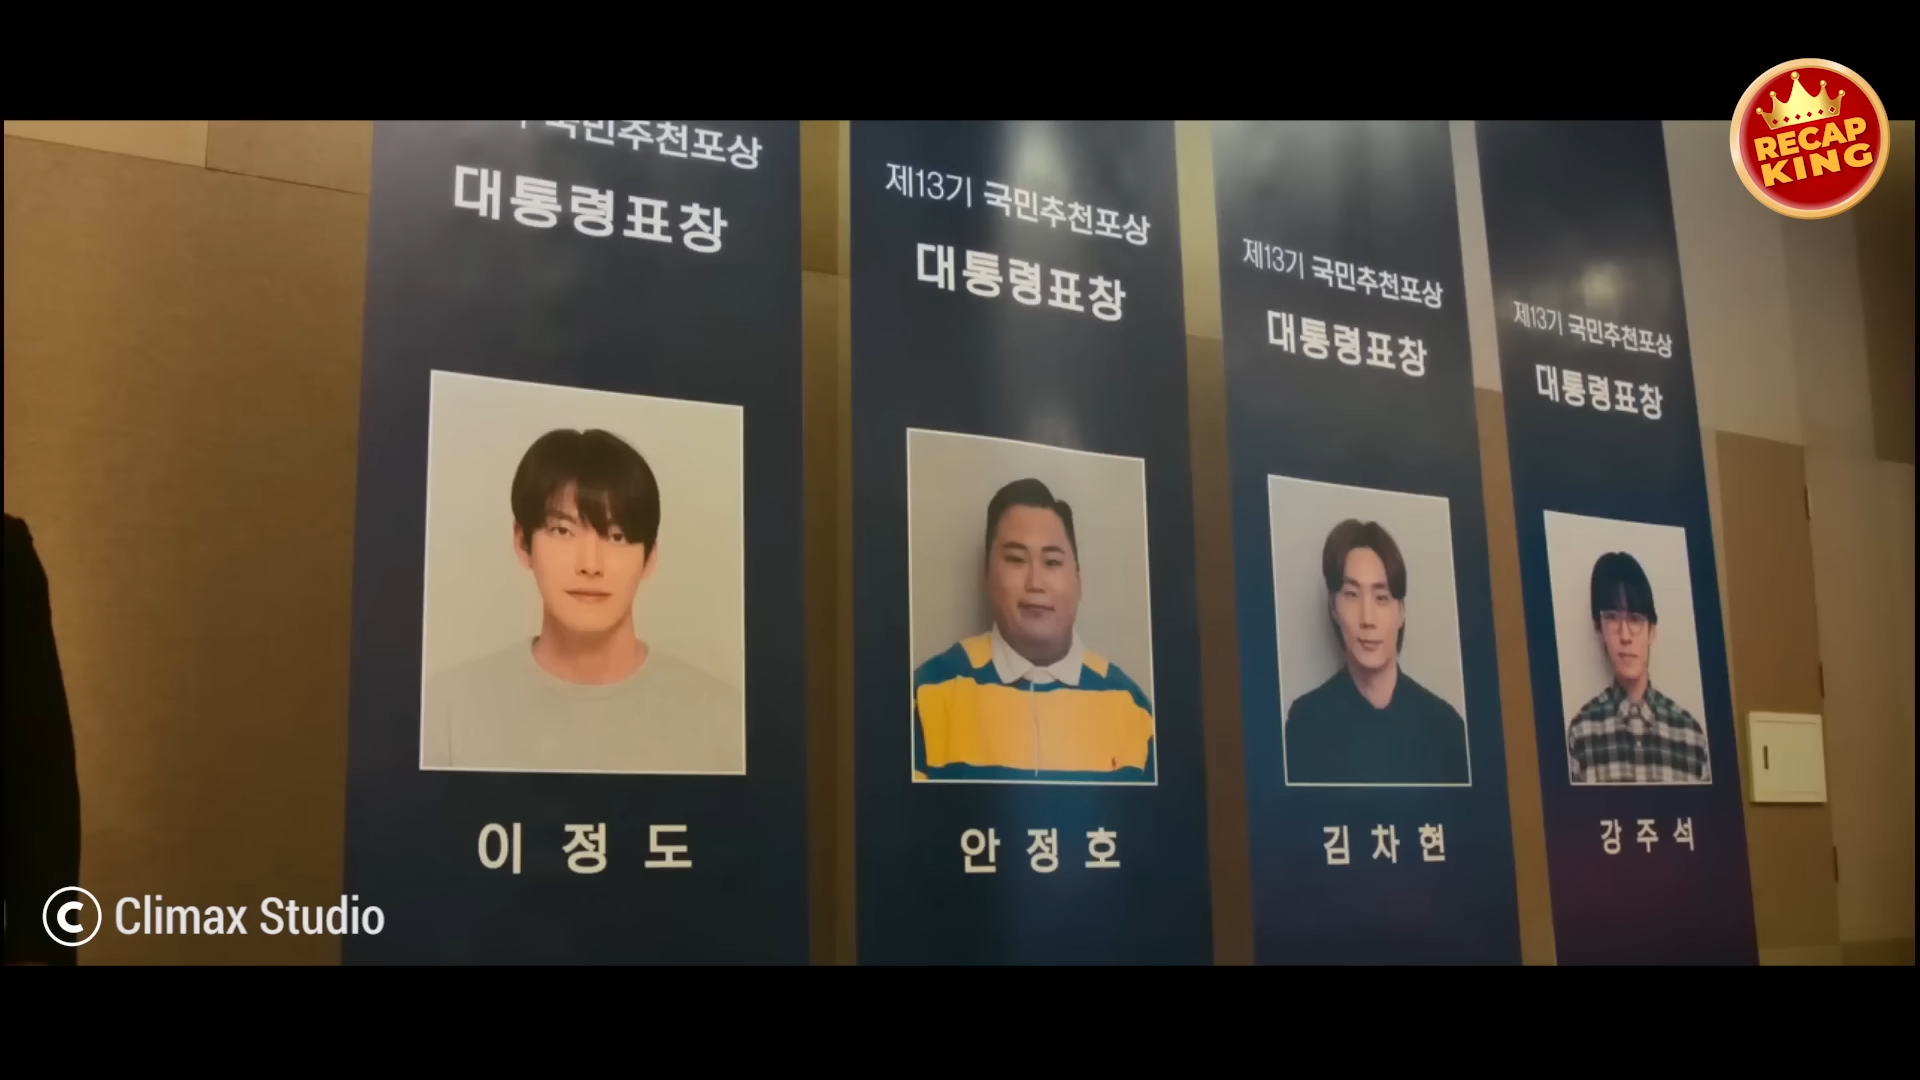 국민추천포상
대통령표창
이정도
제13기 국민추천포상
대통령표창
안정호
제13기 국민추천포상
대통령표창
김차현
제13기 국민추천포상
대통령표창
강주석
RECAP
KING
© Climax Studio